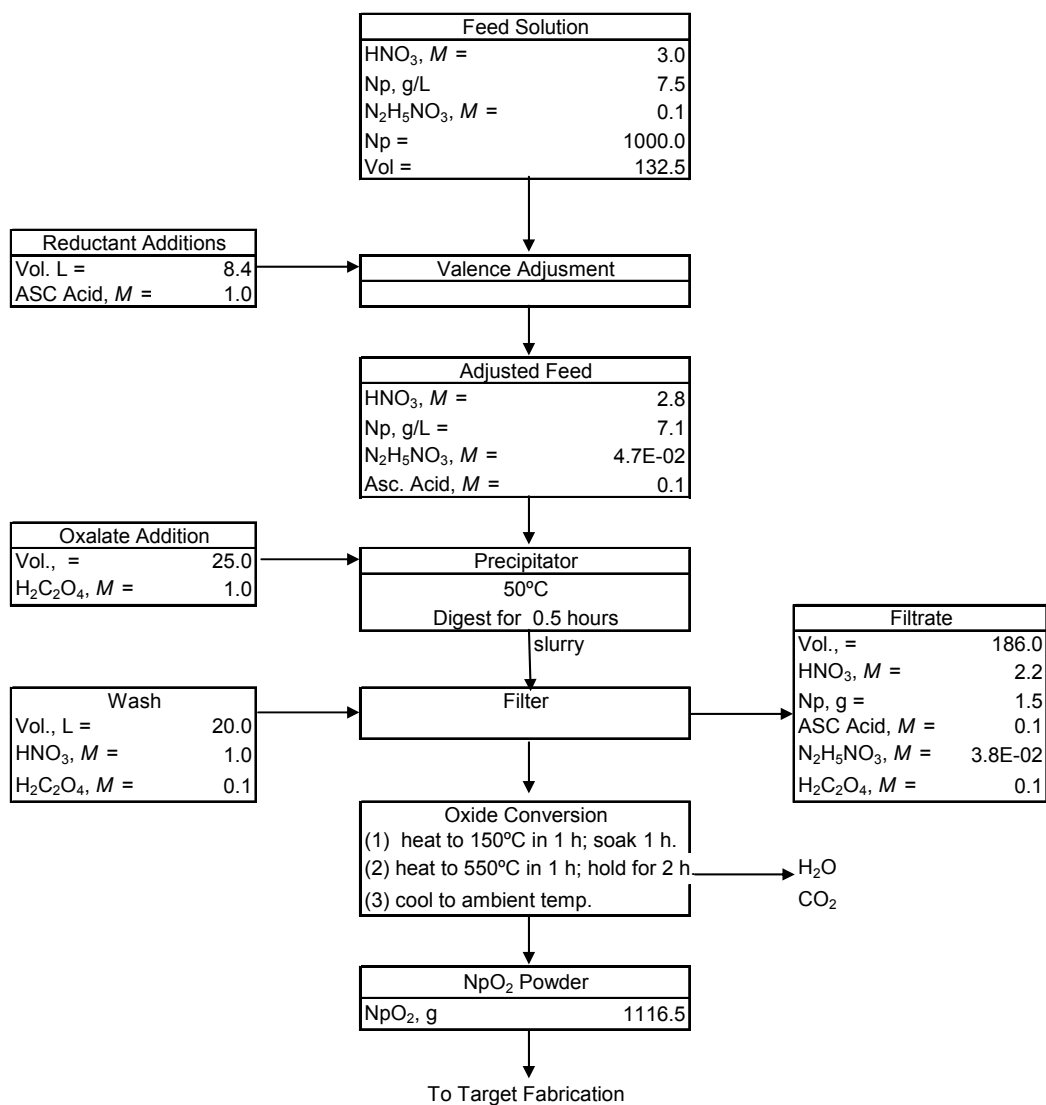 Feed Solution
HNO₃, M = 3.0
Np, g/L 7.5
N₂H₅NO₃, M = 0.1
Np = 1000.0
Vol = 132.5
Reductant Additions
Vol. L = 8.4
ASC Acid, M = 1.0
Valence Adjusment
Adjusted Feed
HNO₃, M = 2.8
Np, g/L = 7.1
N₂H₅NO₃, M = 4.7E-02
Asc. Acid, M = 0.1
Oxalate Addition
Vol., = 25.0
H₂C₂O₄, M = 1.0
Precipitator
50ºC
Digest for 0.5 hours
slurry
Filtrate
Vol., = 186.0
HNO₃, M = 2.2
Np, g = 1.5
ASC Acid, M = 0.1
N₂H₅NO₃, M = 3.8E-02
H₂C₂O₄, M = 0.1
Wash
Vol., L = 20.0
HNO₃, M = 1.0
H₂C₂O₄, M = 0.1
Filter
Oxide Conversion
(1) heat to 150ºC in 1 h; soak 1 h.
(2) heat to 550ºC in 1 h; hold for 2 h.
(3) cool to ambient temp.
H₂O
CO₂
NpO₂ Powder
NpO₂, g 1116.5
To Target Fabrication